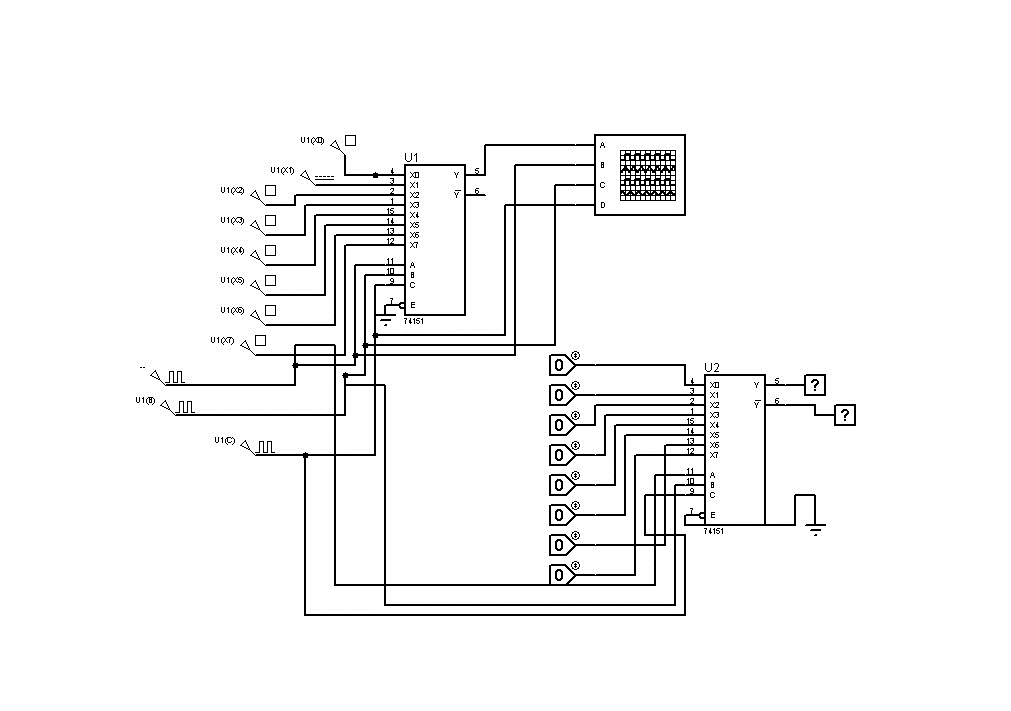 U1(X0)
U1(X1)
U1(X2)
U1(X3)
U1(X4)
U1(X5)
U1(X6)
U1(X7)
--
U1(B)
U1(C)
U1
4 X0 Y 5
3 X1
2 X2 Y 6
1 X3
15 X4
14 X5
13 X6
12 X7
11 A
10 B
9 C
7 E
74151
A
B
C
D
0
0
0
0
0
0
0
0
U2
4 X0 Y 5 ?
3 X1
2 X2 Y 6 ?
1 X3
15 X4
14 X5
13 X6
12 X7
11 A
10 B
9 C
7 E
74151